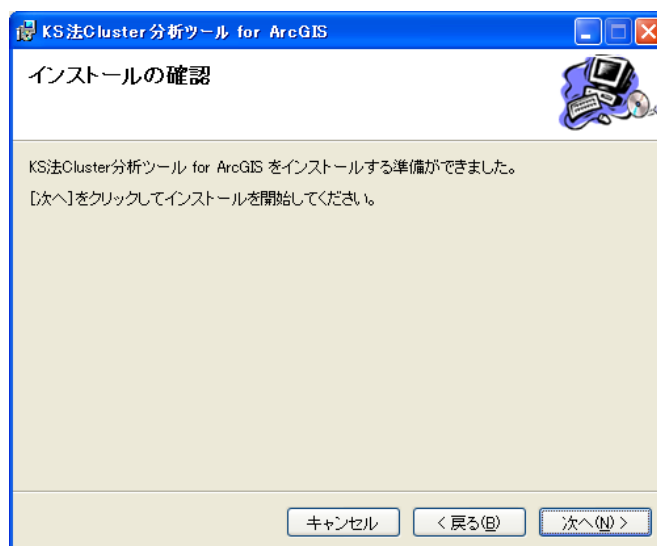 KS法Cluster分析ツール for ArcGIS
インストールの確認
KS法Cluster分析ツール for ArcGIS をインストールする準備ができました。
[次へ]をクリックしてインストールを開始してください。
キャンセル
< 戻る(B)
次へ(N) >